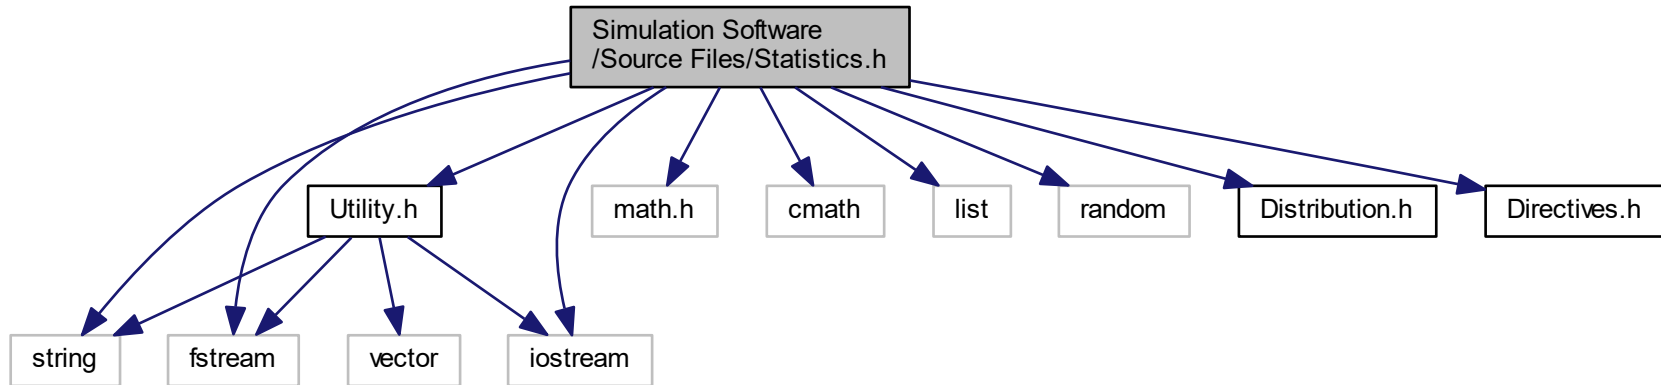 Simulation Software
/Source Files/Statistics.h
Utility.h
math.h
cmath
list
random
Distribution.h
Directives.h
string
fstream
vector
iostream